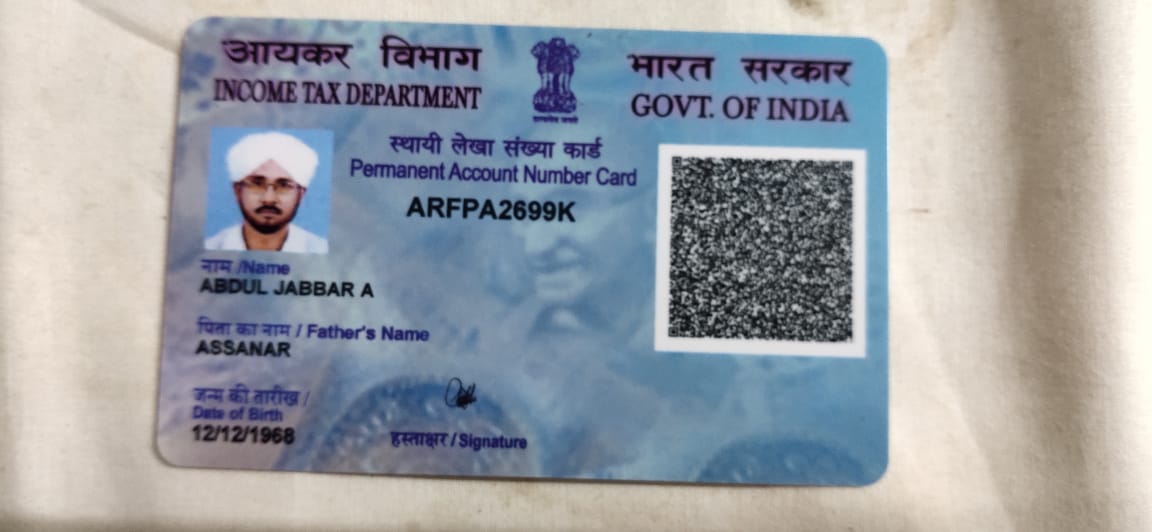 आयकर विभाग
INCOME TAX DEPARTMENT
भारत सरकार
GOVT. OF INDIA
सत्यमेव जयते
स्थायी लेखा संख्या कार्ड
Permanent Account Number Card
ARFPA2699K
नाम /Name
ABDUL JABBAR A
पिता का नाम / Father's Name
ASSANAR
जन्म की तारीख /
Date of Birth
12/12/1968
हस्ताक्षर / Signature